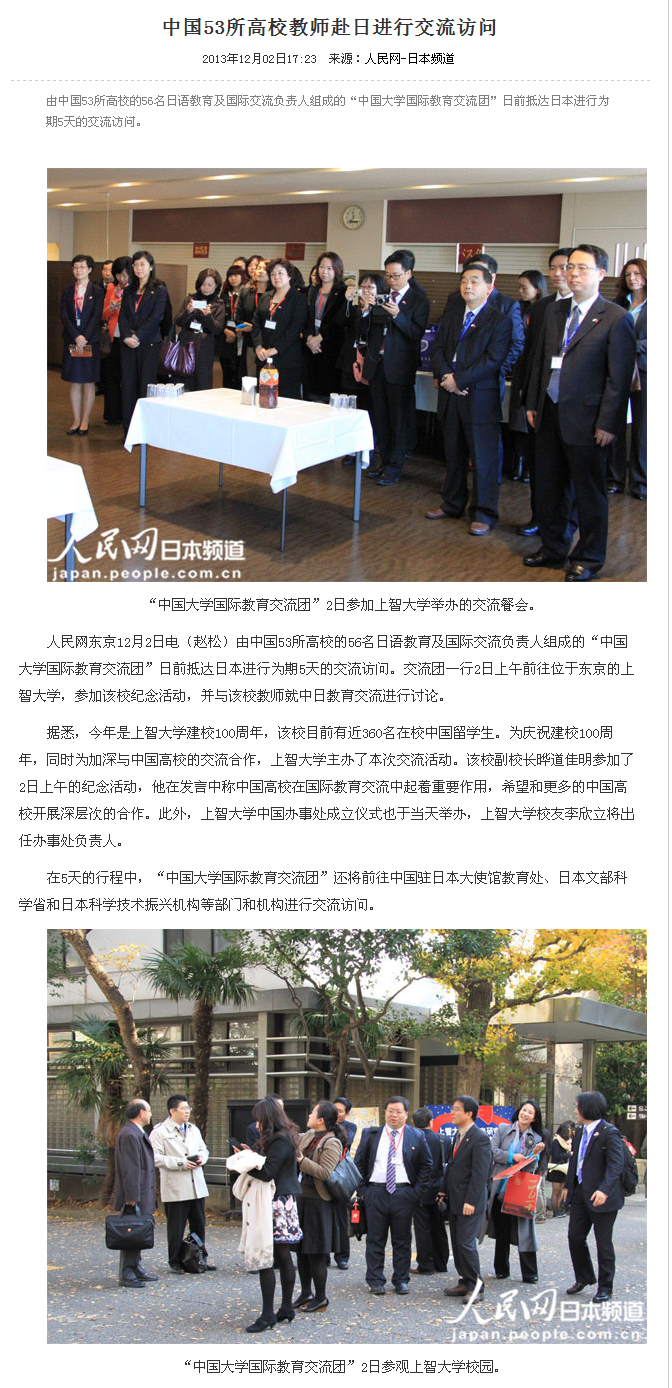 中国53所高校教师赴日进行交流访问
2013年12月02日17:23 来源：人民网-日本频道
由中国53所高校的56名日语教育及国际交流负责人组成的“中国大学国际教育交流团”日前抵达日本进行为
期5天的交流访问。
人民网日本频道
japan.people.com.cn
“中国大学国际教育交流团”2日参加上智大学举办的交流餐会。
人民网东京12月2日电（赵松）由中国53所高校的56名日语教育及国际交流负责人组成的“中国
大学国际教育交流团”日前抵达日本进行为期5天的交流访问。交流团一行2日上午前往位于东京的上
智大学，参加该校纪念活动，并与该校教师就中日教育交流进行讨论。
据悉，今年是上智大学建校100周年，该校目前有近360名在校中国留学生。为庆祝建校100周
年，同时为加深与中国高校的交流合作，上智大学主办了本次交流活动。该校副校长晔道佳明参加了
2日上午的纪念活动，他在发言中称中国高校在国际教育交流中起着重要作用，希望和更多的中国高
校开展深层次的合作。此外，上智大学中国办事处成立仪式也于当天举办，上智大学校友李欣立将出
任办事处负责人。
在5天的行程中，“中国大学国际教育交流团”还将前往中国驻日本大使馆教育处、日本文部科
学省和日本科学技术振兴机构等部门和机构进行交流访问。
上智大学
人民网日本频道
japan.people.com.cn
“中国大学国际教育交流团”2日参观上智大学校园。